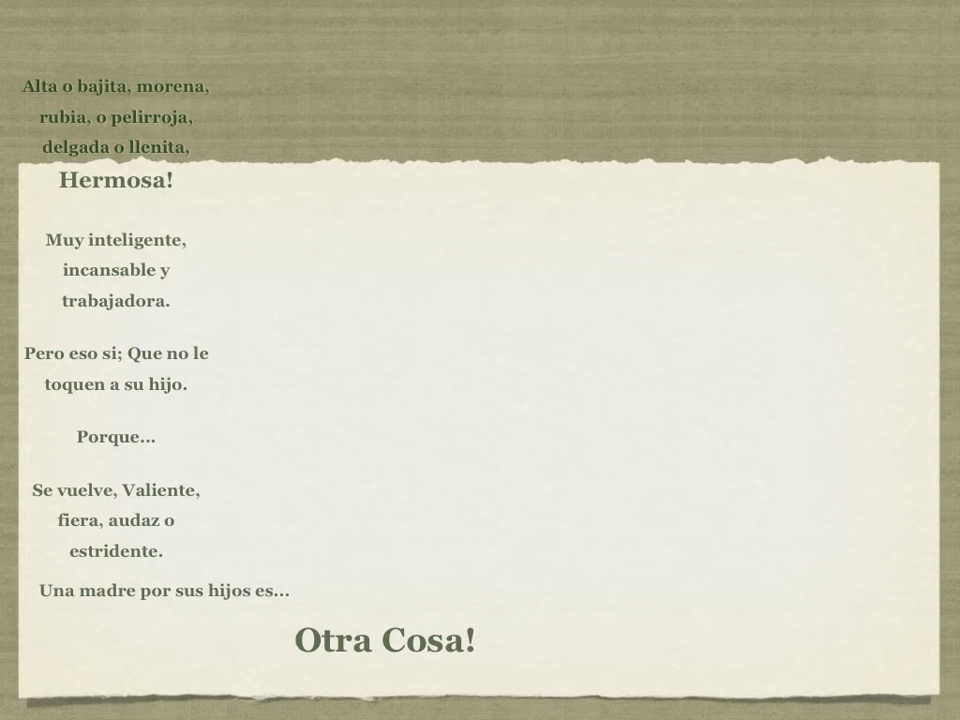 Alta o bajita, morena,
rubia, o pelirroja,
delgada o llenita,
Hermosa!
Muy inteligente,
incansable y
trabajadora.
Pero eso si; Que no le
toquen a su hijo.
Porque...
Se vuelve, Valiente,
fiera, audaz o
estridente.
Una madre por sus hijos es...
Otra Cosa!